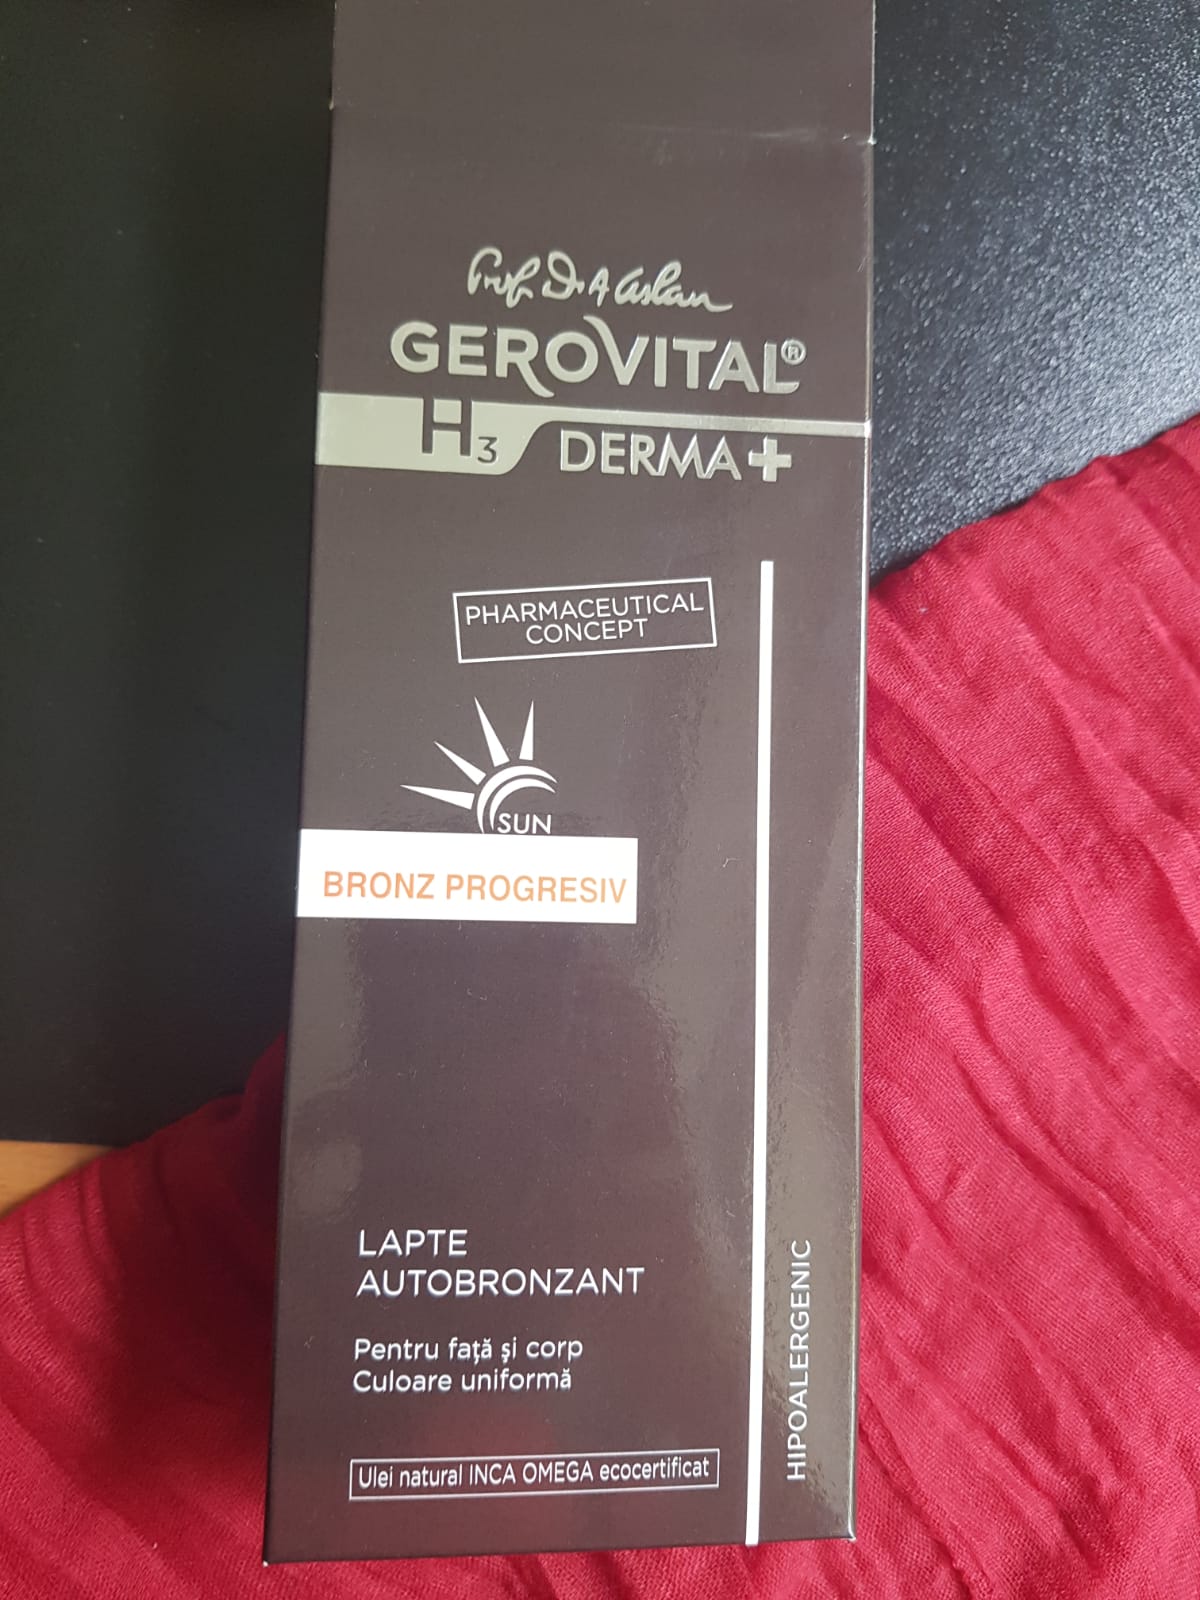 Prof. Dr. A. Aslan
GEROVITAL®
H3 DERMA+
PHARMACEUTICAL
CONCEPT
SUN
BRONZ PROGRESIV
LAPTE
AUTOBRONZANT
Pentru față și corp
Culoare uniformă
Ulei natural INCA OMEGA ecocertificat
HIPOALERGENIC